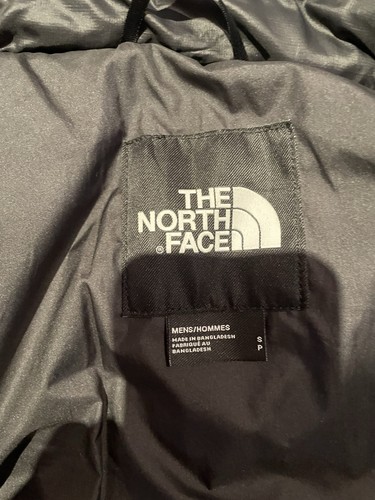 THE
NORTH
®FACE
MENS/HOMMES
MADE IN BANGLADESH
FABRIQUÉ AU
BANGLADESH
S
P